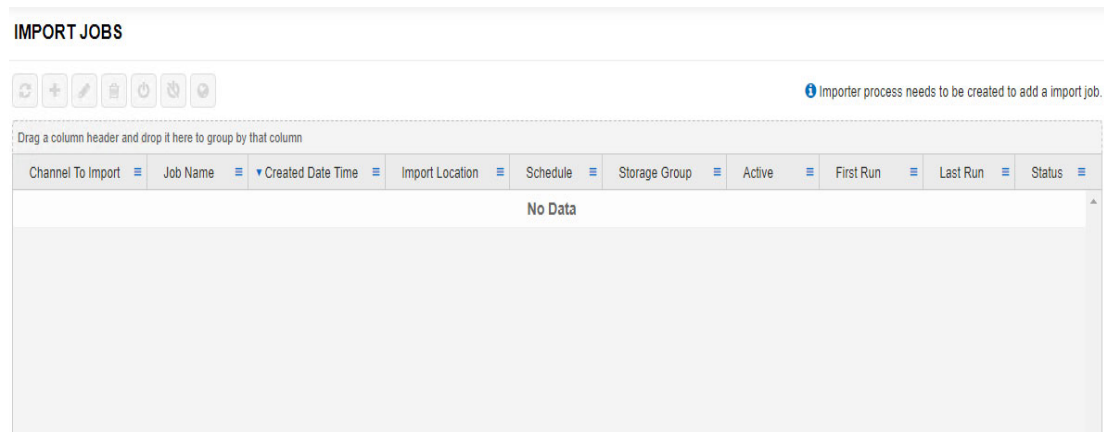 IMPORT JOBS
Importer process needs to be created to add a import job.
Drag a column header and drop it here to group by that column
Channel To Import Job Name Created Date Time Import Location Schedule Storage Group Active First Run Last Run Status
No Data